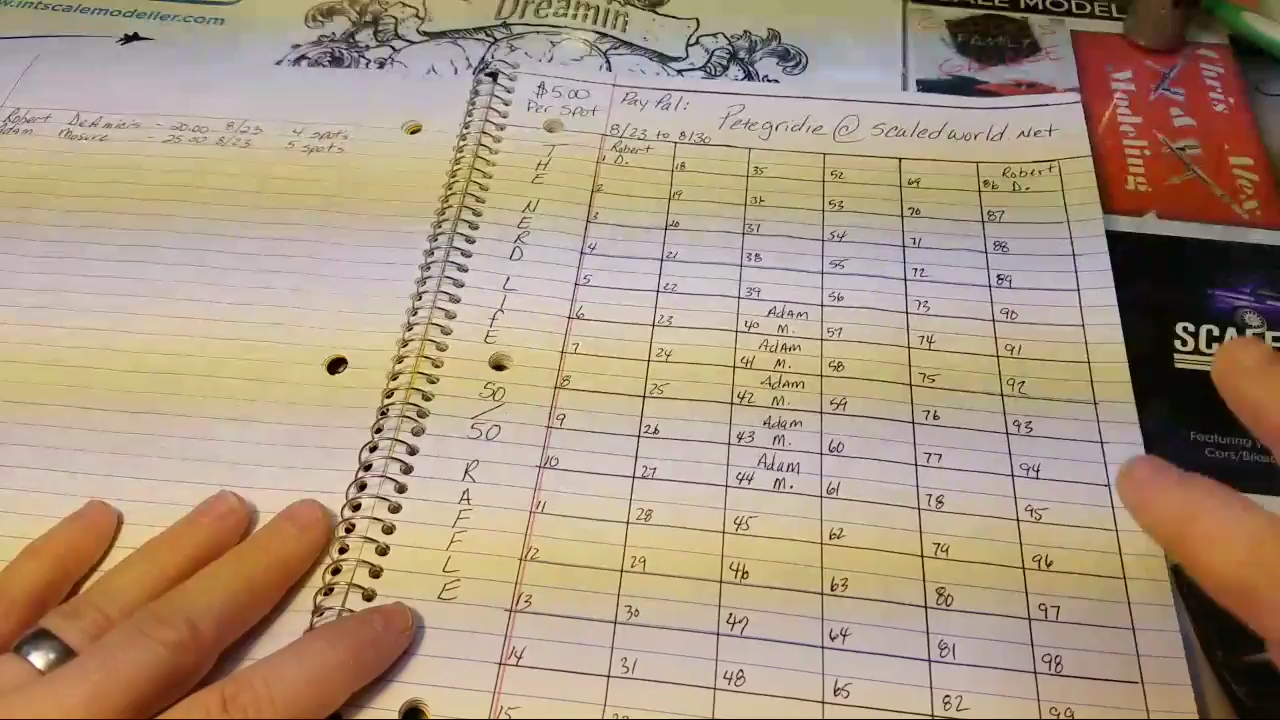 www.intscalemodeller.com
Dreamin
SCALE MODEL
FAMILY
Chris
Alex
Modeling
Robert DeAmicis - 20.00 8/23 4 spots
Adam Mosure - 25.00 8/23 5 spots
$5.00
Per Spot
PayPal: Petegridie @ scaledworld.net
8/23 to 8/30
THE NERD LIFE
50/50
RAFFLE
1 Robert D. 18 35 52 69 86 Robert D.
2 19 36 53 70 87
3 20 37 54 71 88
4 21 38 55 72 89
5 22 39 56 73 90
6 23 40 Adam M. 57 74 91
7 24 41 Adam M. 58 75 92
8 25 42 Adam M. 59 76 93
9 26 43 Adam M. 60 77 94
10 27 44 Adam M. 61 78 95
11 28 45 62 79 96
12 29 46 63 80 97
13 30 47 64 81 98
14 31 48 65 82 99
15
Featuring
Cars/Bikes